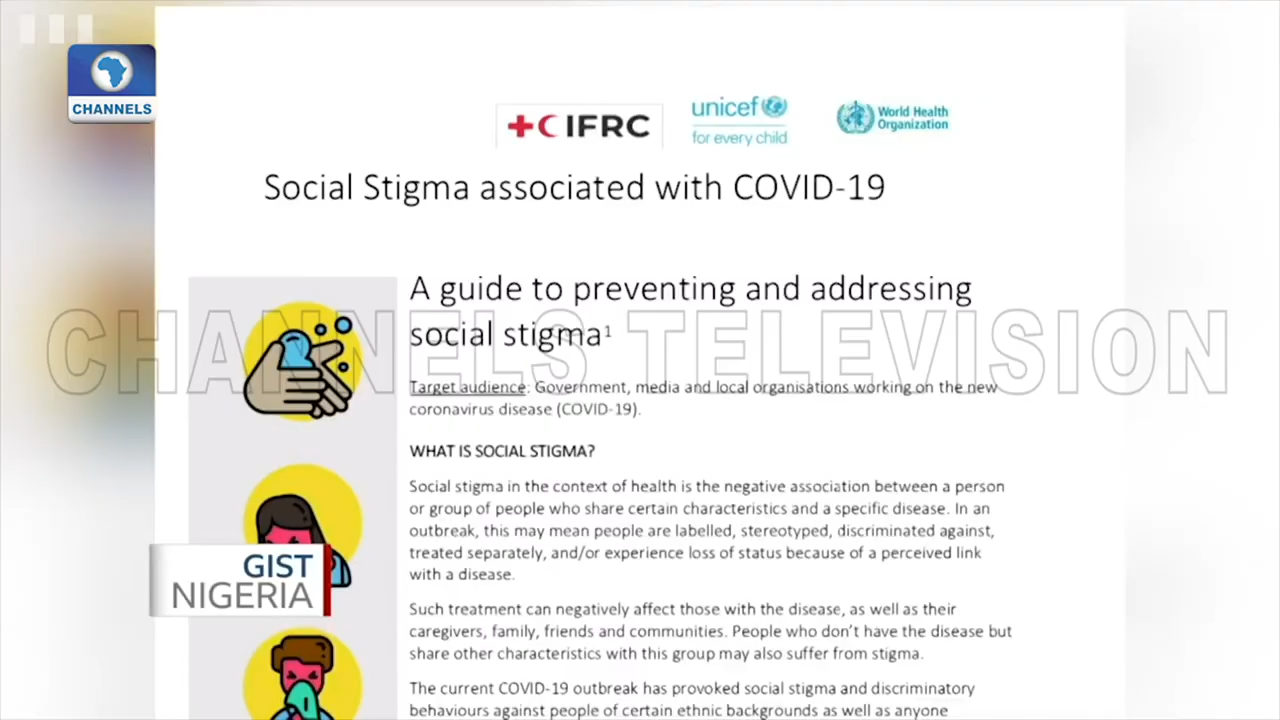 CHANNELS
IFRC
unicef
for every child
World Health
Organization
Social Stigma associated with COVID-19
A guide to preventing and addressing
social stigma¹
CHANNELS TELEVISION
Target audience: Government, media and local organisations working on the new
coronavirus disease (COVID-19).
WHAT IS SOCIAL STIGMA?
Social stigma in the context of health is the negative association between a person
or group of people who share certain characteristics and a specific disease. In an
outbreak, this may mean people are labelled, stereotyped, discriminated against,
treated separately, and/or experience loss of status because of a perceived link
with a disease.
GIST
NIGERIA
Such treatment can negatively affect those with the disease, as well as their
caregivers, family, friends and communities. People who don't have the disease but
share other characteristics with this group may also suffer from stigma.
The current COVID-19 outbreak has provoked social stigma and discriminatory
behaviours against people of certain ethnic backgrounds as well as anyone